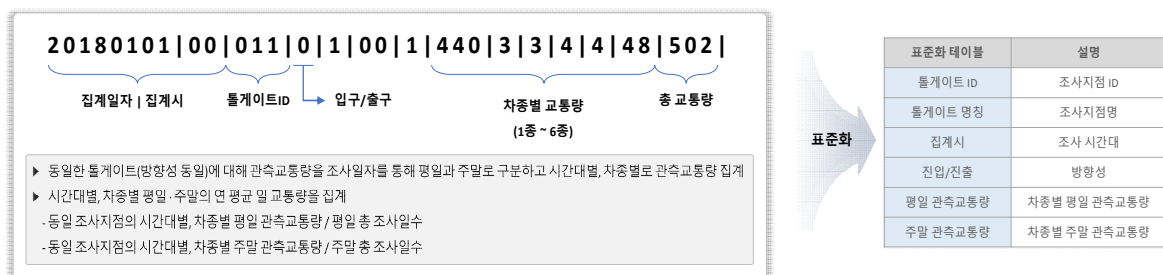 20180101|00|011|0|1|00|1|440|3|3|4|4|48|502|
집계일자 | 집계시
톨게이트ID
입구/출구
차종별 교통량
(1종 ~ 6종)
총 교통량
▶ 동일한 톨게이트(방향성 동일)에 대해 관측교통량을 조사일자를 통해 평일과 주말로 구분하고 시간대별, 차종별로 관측교통량 집계
▶ 시간대별, 차종별 평일·주말의 연 평균 일 교통량을 집계
- 동일 조사지점의 시간대별, 차종별 평일 관측교통량 / 평일 총 조사일수
- 동일 조사지점의 시간대별, 차종별 주말 관측교통량 / 주말 총 조사일수
표준화
표준화 테이블 설명
톨게이트 ID 조사지점 ID
톨게이트 명칭 조사지점명
집계시 조사 시간대
진입/진출 방향성
평일 관측교통량 차종별 평일 관측교통량
주말 관측교통량 차종별 주말 관측교통량